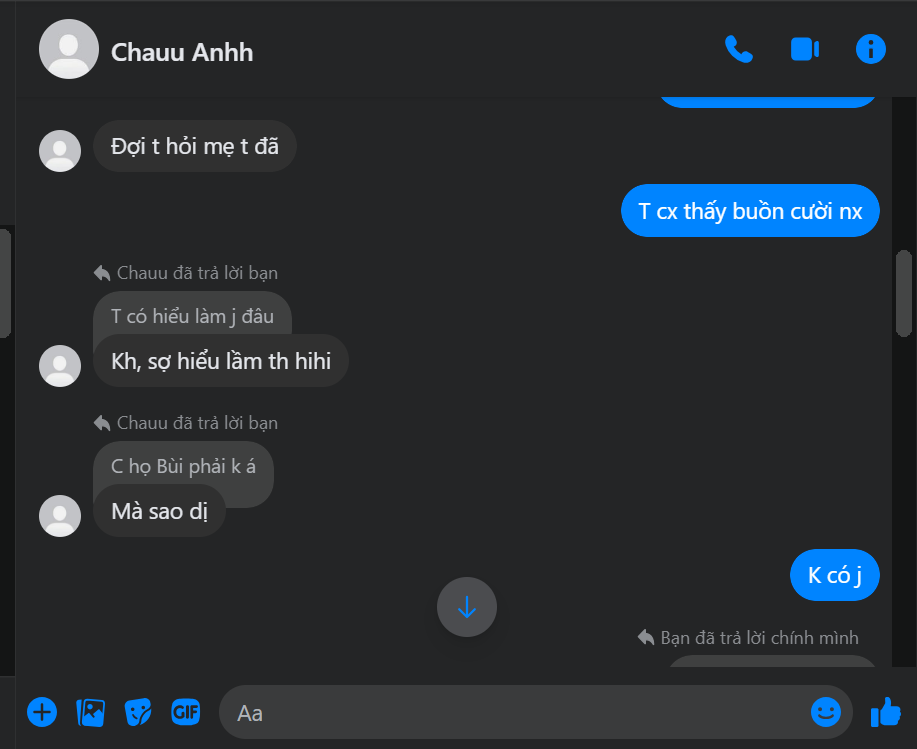 Chauu Anhh
Đợi t hỏi mẹ t đã
T cx thấy buồn cười nx
Chauu đã trả lời bạn
T có hiểu làm j đâu
Kh, sợ hiểu lầm th hihi
Chauu đã trả lời bạn
C họ Bùi phải k á
Mà sao dị
K có j
Bạn đã trả lời chính mình
GIF
Aa